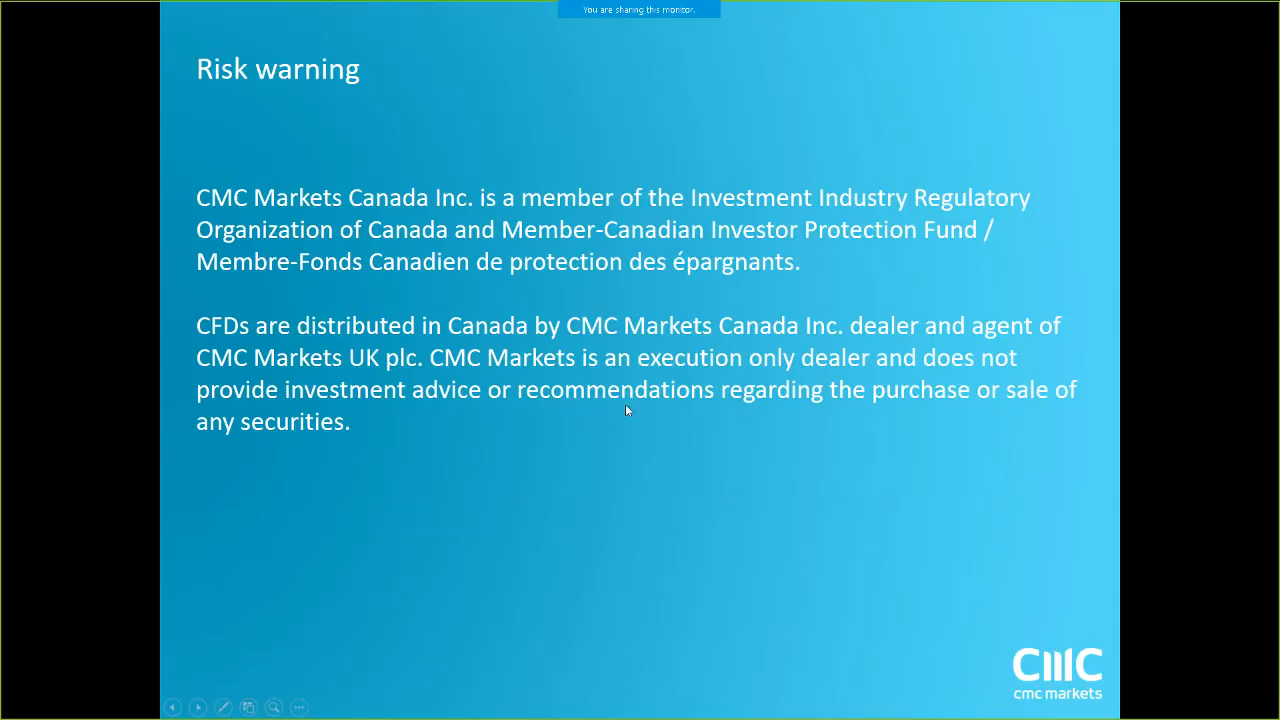 You are sharing this monitor.
Risk warning
CMC Markets Canada Inc. is a member of the Investment Industry Regulatory
Organization of Canada and Member-Canadian Investor Protection Fund /
Membre-Fonds Canadien de protection des épargnants.
CFDs are distributed in Canada by CMC Markets Canada Inc. dealer and agent of
CMC Markets UK plc. CMC Markets is an execution only dealer and does not
provide investment advice or recommendations regarding the purchase or sale of
any securities.
CMC
cmc markets